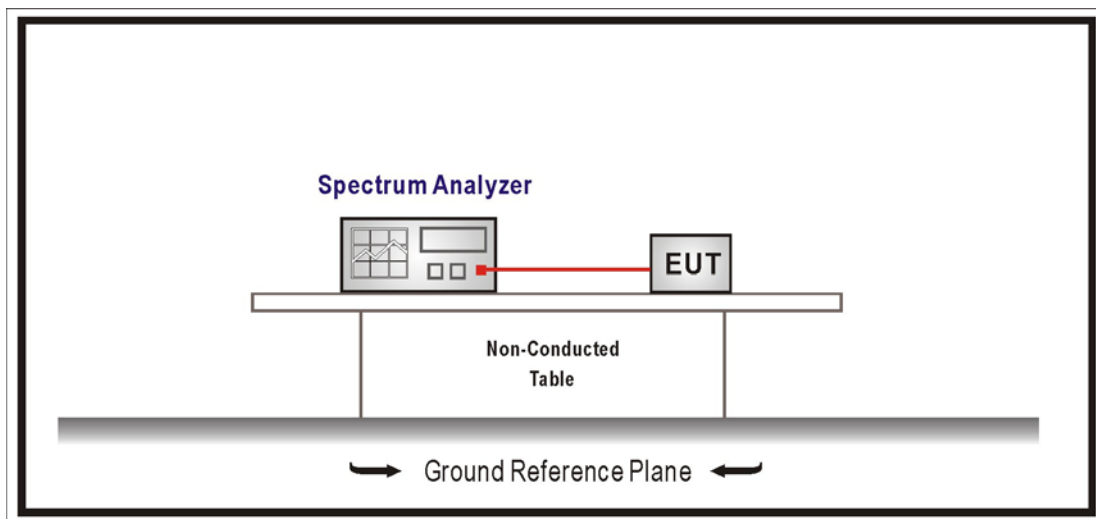 Spectrum Analyzer
EUT
Non-Conducted
Table
Ground Reference Plane